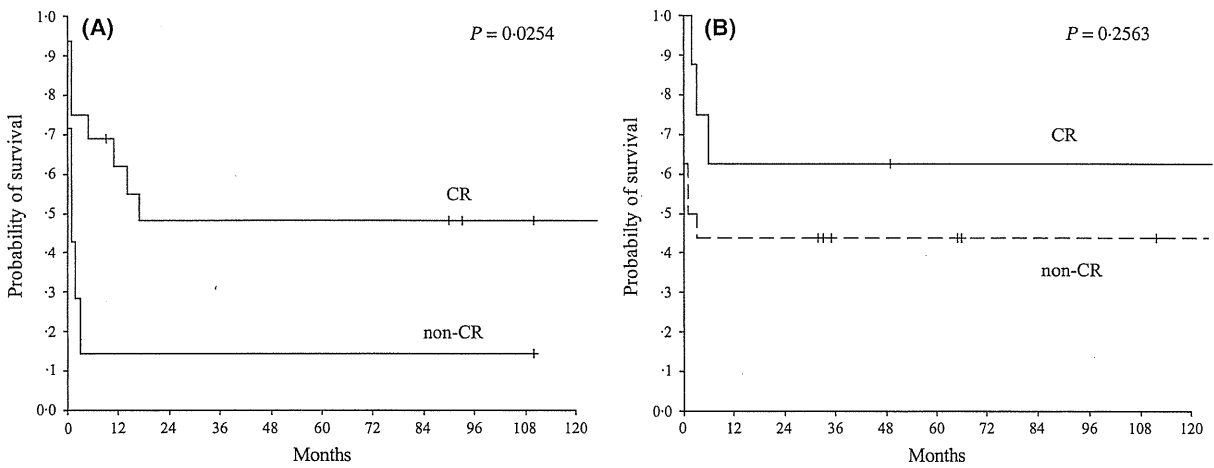 (A)
P = 0·0254
Probability of survival
1·0
·9
·8
·7
·6
·5
·4
·3
·2
·1
0·0
CR
non-CR
0 12 24 36 48 60 72 84 96 108 120
Months
(B)
P = 0·2563
Probabilty of survival
1·0
·9
·8
·7
·6
·5
·4
·3
·2
·1
0·0
CR
non-CR
0 12 24 36 48 60 72 84 96 108 120
Months